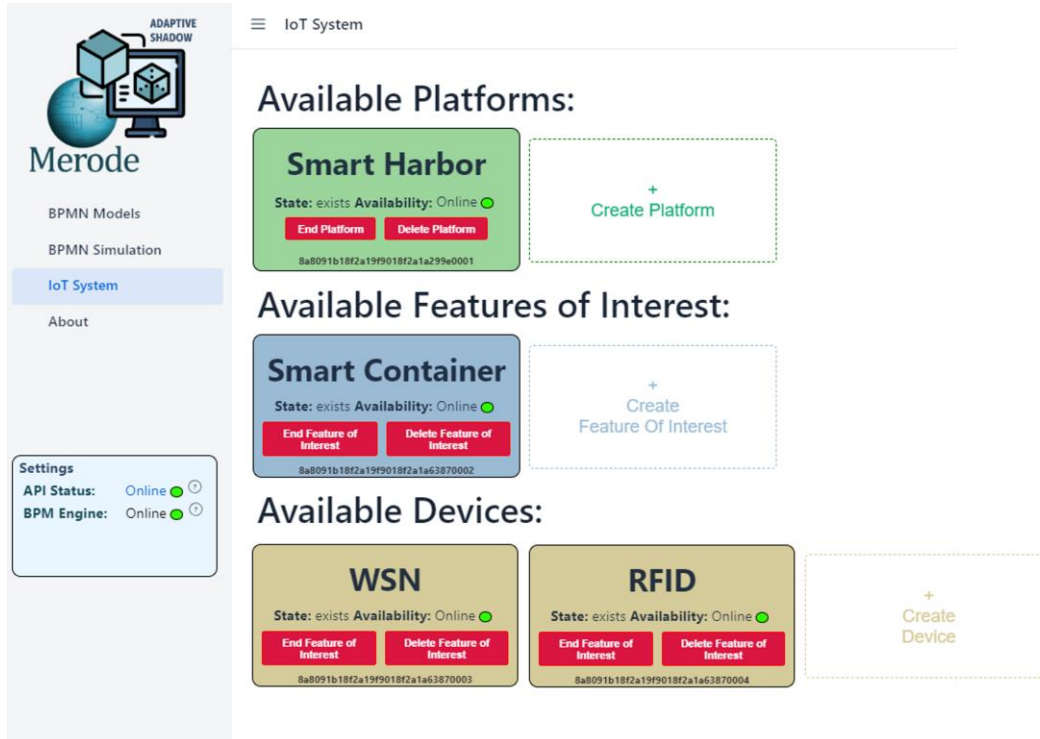 ADAPTIVE
SHADOW
Merode
BPMN Models
BPMN Simulation
IoT System
About
Settings
API Status: Online
BPM Engine: Online
IoT System
Available Platforms:
Smart Harbor
State: exists Availability: Online
End Platform Delete Platform
8a8091b18f2a19f9018f2a1a299e0001
+
Create Platform
Available Features of Interest:
Smart Container
State: exists Availability: Online
End Feature of Delete Feature of
Interest Interest
8a8091b18f2a19f9018f2a1a63870002
+
Create
Feature Of Interest
Available Devices:
WSN
State: exists Availability: Online
End Feature of Delete Feature of
Interest Interest
8a8091b18f2a19f9018f2a1a63870003
RFID
State: exists Availability: Online
End Feature of Delete Feature of
Interest Interest
8a8091b18f2a19f9018f2a1a63870004
+
Create
Device